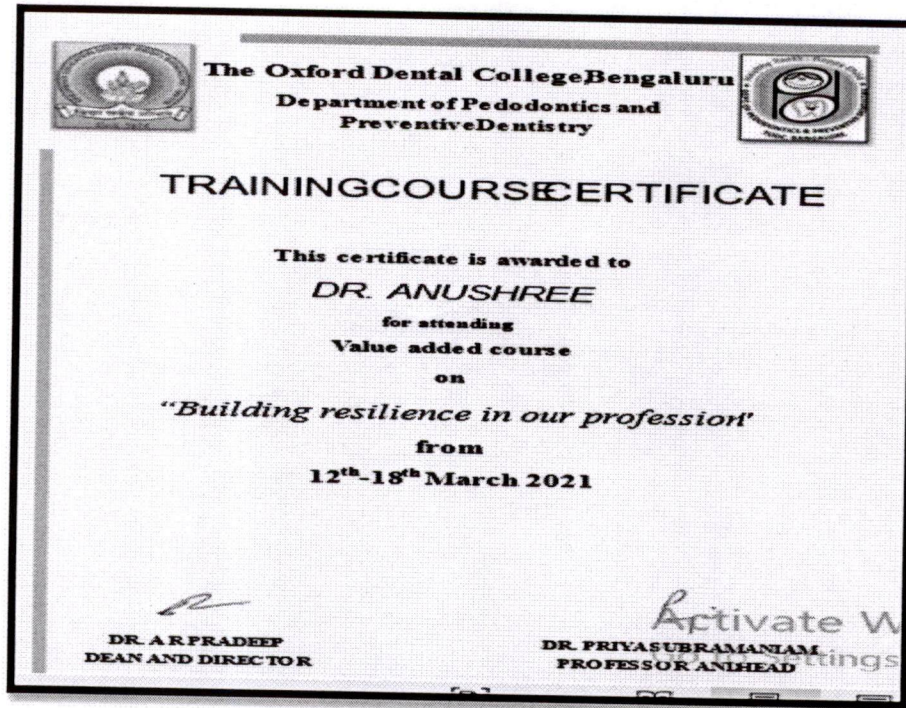 The Oxford Dental CollegeBengaluru
Department of Pedodontics and
PreventiveDentistry
TRAININGCOURSECERTIFICATE
This certificate is awarded to
DR. ANUSHREE
for attending
Value added course
on
“Building resilience in our profession"
from
12th-18th March 2021
Activate W
DR. A R PRADEEP
DEAN AND DIRECTOR
DR. PRIYASUBRAMANIAM
PROFESSOR ANDHEAD
Settings